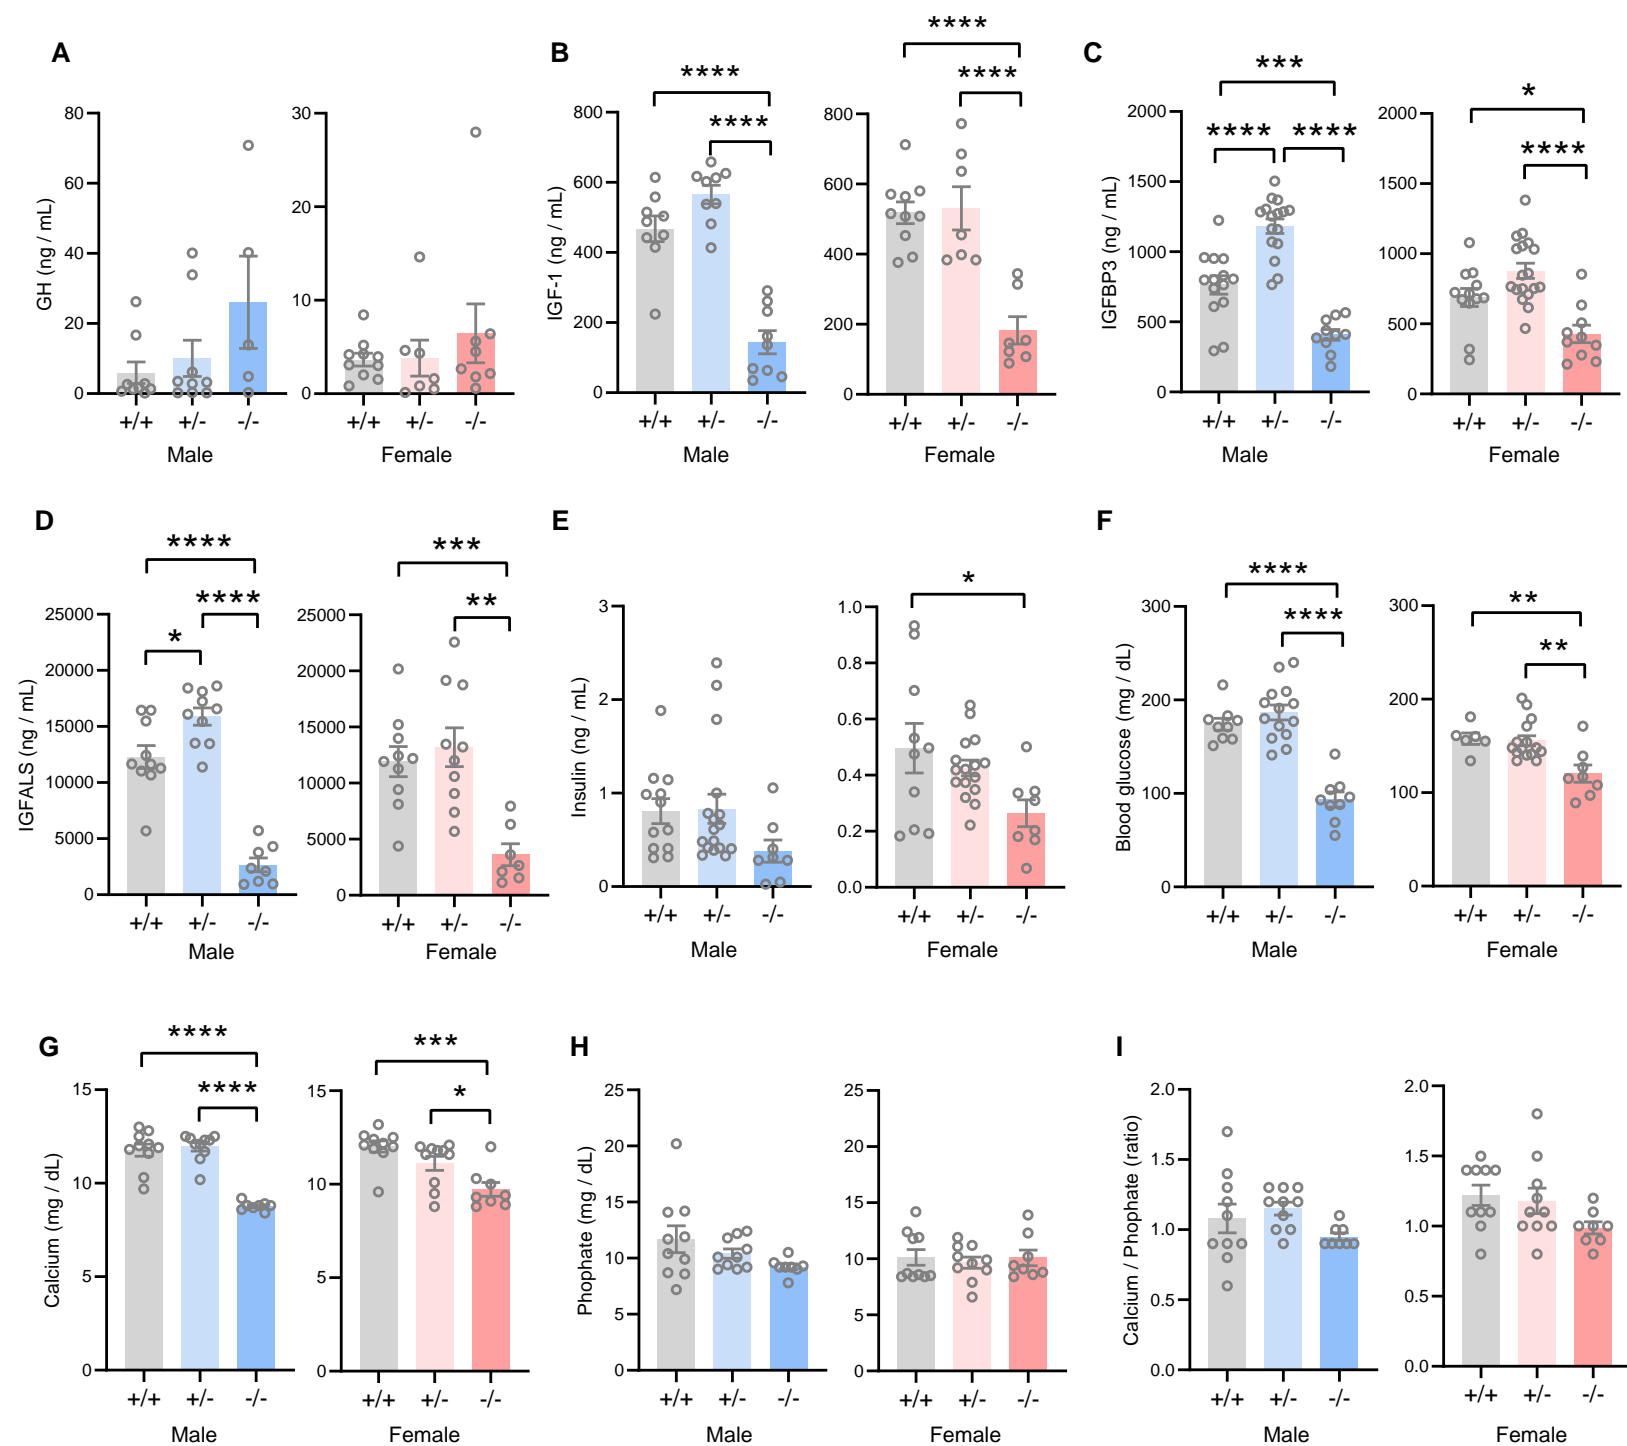 A
GH (ng / mL)
80
60
40
20
0
+/+ +/- -/-
Male
30
20
10
0
+/+ +/- -/-
Female
B
IGF-1 (ng / mL)
****
****
800
600
400
200
0
+/+ +/- -/-
Male
****
****
800
600
400
200
0
+/+ +/- -/-
Female
C
IGFBP3 (ng / mL)
***
**** ****
2000
1500
1000
500
0
+/+ +/- -/-
Male
*
****
2000
1500
1000
500
0
+/+ +/- -/-
Female
D
IGFALS (ng / mL)
****
****
*
25000
20000
15000
10000
5000
0
+/+ +/- -/-
Male
***
**
25000
20000
15000
10000
5000
0
+/+ +/- -/-
Female
E
Insulin (ng / mL)
3
2
1
0
+/+ +/- -/-
Male
*
1.0
0.8
0.6
0.4
0.2
0.0
+/+ +/- -/-
Female
F
Blood glucose (mg / dL)
****
****
300
200
100
0
+/+ +/- -/-
Male
**
**
300
200
100
0
+/+ +/- -/-
Female
G
Calcium (mg / dL)
****
****
15
10
5
0
+/+ +/- -/-
Male
***
*
15
10
5
0
+/+ +/- -/-
Female
H
Phophate (mg / dL)
25
20
15
10
5
0
+/+ +/- -/-
Male
25
20
15
10
5
0
+/+ +/- -/-
Female
I
Calcium / Phophate (ratio)
2.0
1.5
1.0
0.5
0.0
+/+ +/- -/-
Male
2.0
1.5
1.0
0.5
0.0
+/+ +/- -/-
Female